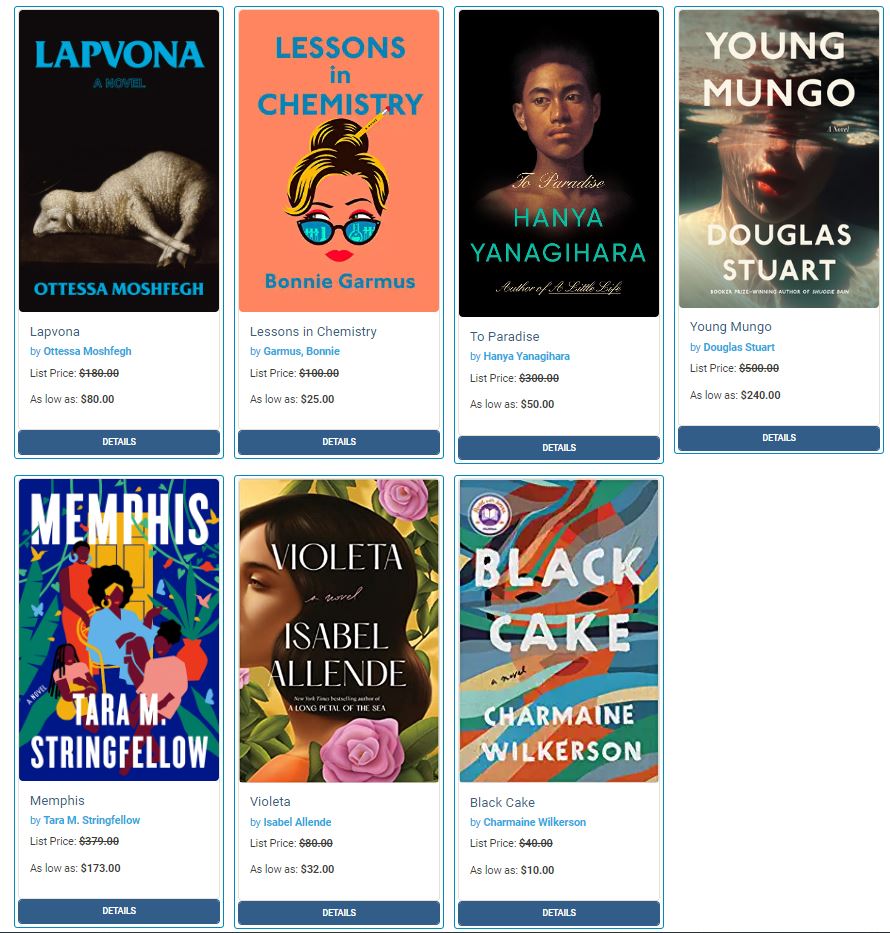 LAPVONA
A NOVEL
OTTESSA MOSHFEGH
Lapvona
by Ottessa Moshfegh
List Price: $180.00
As low as: $80.00
DETAILS
LESSONS
in
CHEMISTRY
Bonnie Garmus
Lessons in Chemistry
by Garmus, Bonnie
List Price: $100.00
As low as: $25.00
DETAILS
To Paradise
HANYA
YANAGIHARA
Author of A Little Life
To Paradise
by Hanya Yanagihara
List Price: $300.00
As low as: $50.00
DETAILS
YOUNG
MUNGO
A Novel
DOUGLAS
STUART
BOOKER PRIZE–WINNING AUTHOR OF SHUGGIE BAIN
Young Mungo
by Douglas Stuart
List Price: $500.00
As low as: $240.00
DETAILS
MEMPHIS
A NOVEL
TARA M.
STRINGFELLOW
Memphis
by Tara M. Stringfellow
List Price: $379.00
As low as: $173.00
DETAILS
VIOLETA
a novel
ISABEL
ALLENDE
New York Times bestselling author of
A LONG PETAL OF THE SEA
Violeta
by Isabel Allende
List Price: $80.00
As low as: $32.00
DETAILS
BLACK
CAKE
a novel
CHARMAINE
WILKERSON
Black Cake
by Charmaine Wilkerson
List Price: $40.00
As low as: $10.00
DETAILS